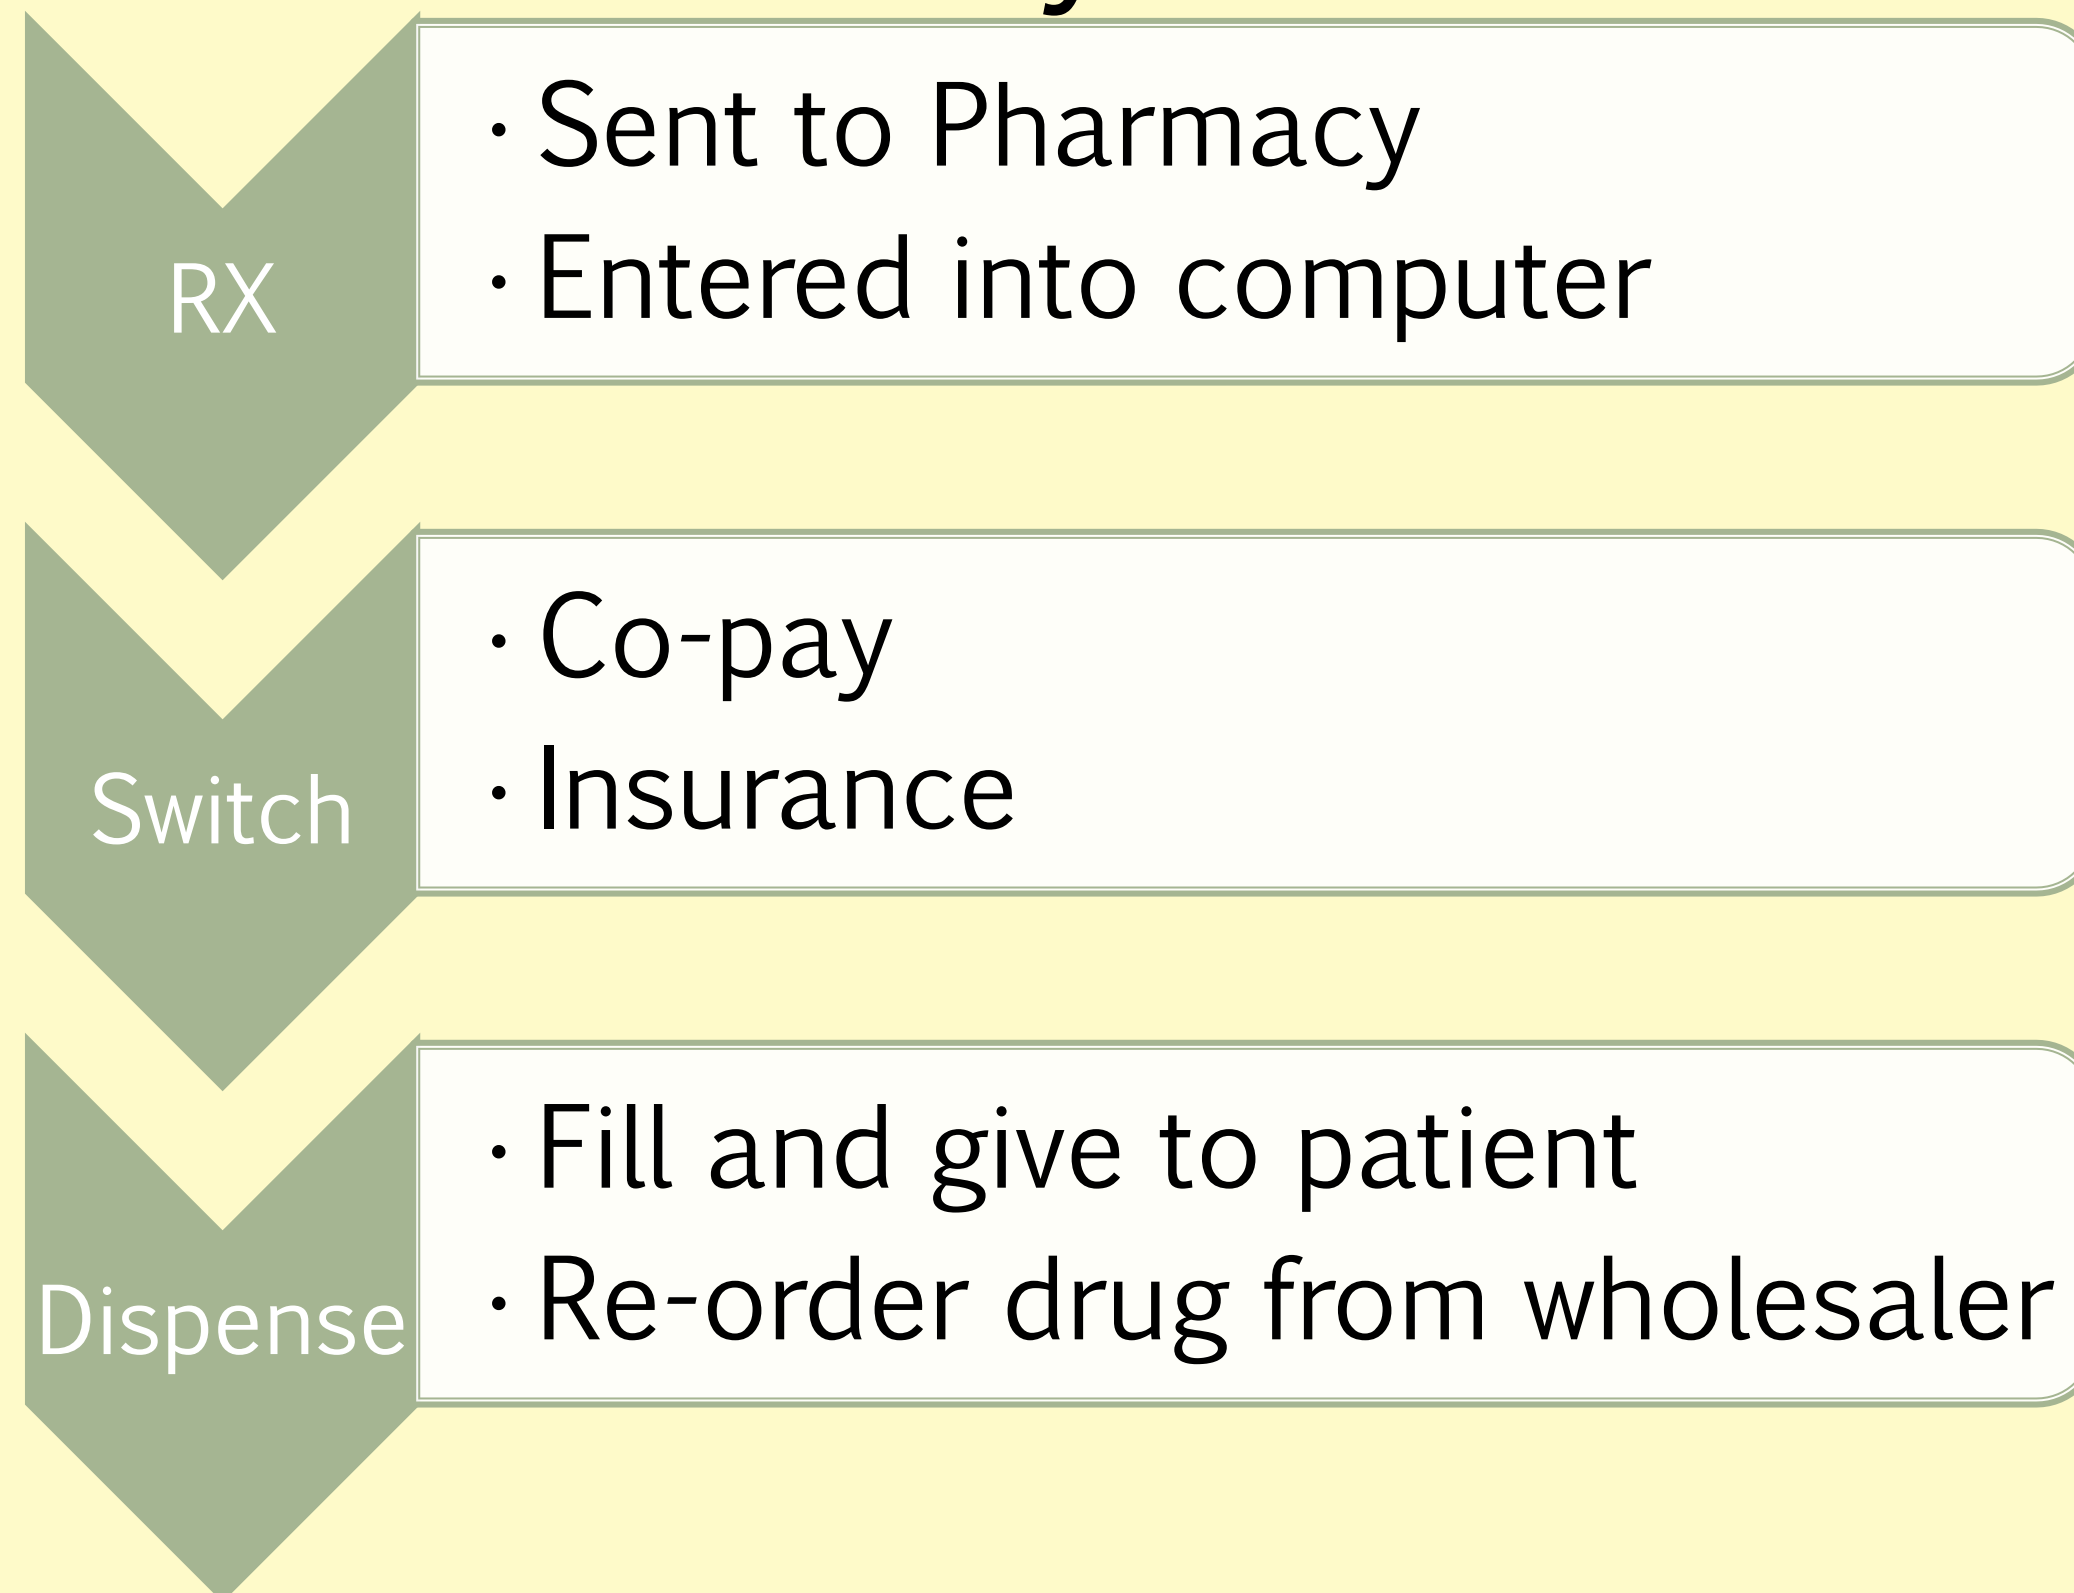 RX
· Sent to Pharmacy
· Entered into computer
Switch
· Co-pay
· Insurance
Dispense
· Fill and give to patient
· Re-order drug from wholesaler